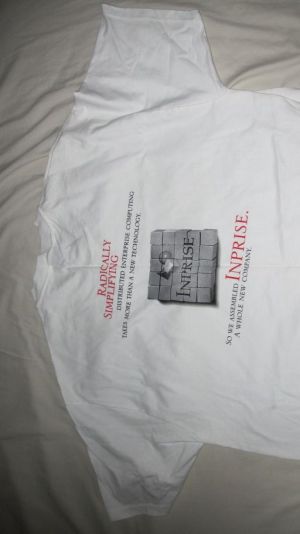 RADICALLY
SIMPLIFYING
DISTRIBUTED ENTERPRISE COMPUTING
TAKES MORE THAN A NEW TECHNOLOGY.
INPRISE
SO WE ASSEMBLED INPRISE.
A WHOLE NEW COMPANY.